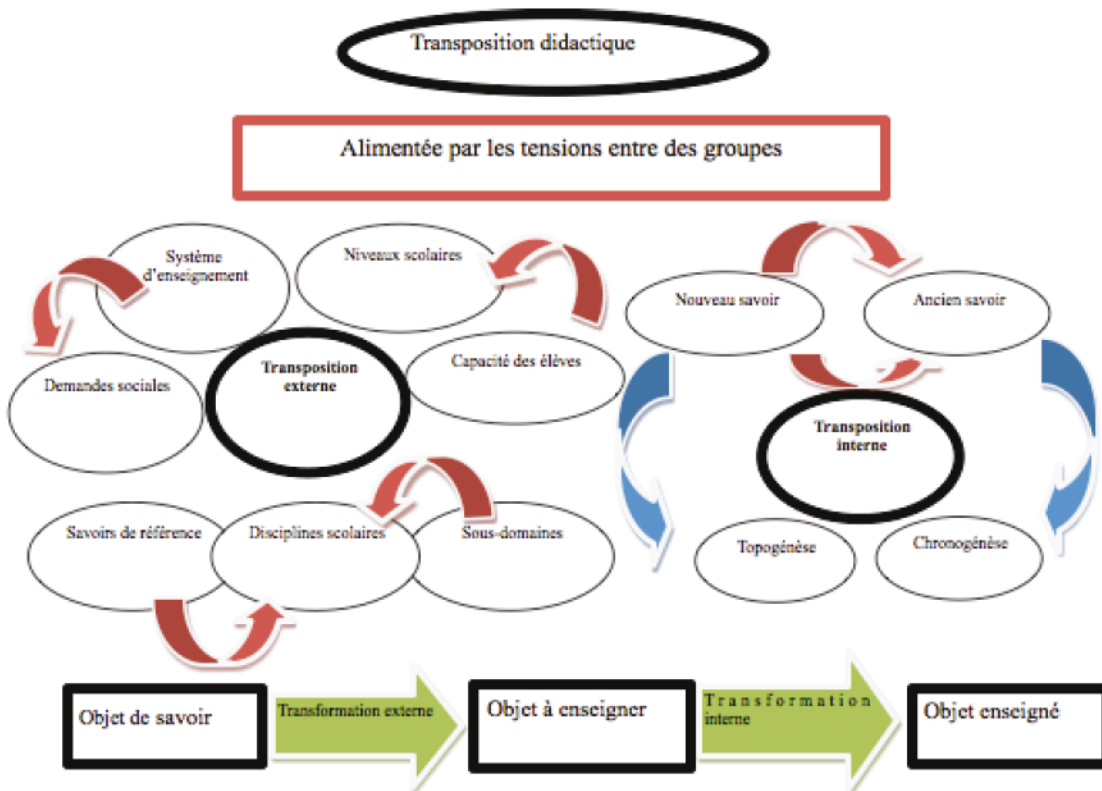 Transposition didactique
Alimentée par les tensions entre des groupes
Système
d'enseignement
Niveaux scolaires
Nouveau savoir
Ancien savoir
Demandes sociales
Transposition
externe
Capacité des élèves
Transposition
interne
Savoirs de référence
Disciplines scolaires
Sous-domaines
Topogénèse
Chronogénèse
Objet de savoir
Transformation externe
Objet à enseigner
Transformation
interne
Objet enseigné